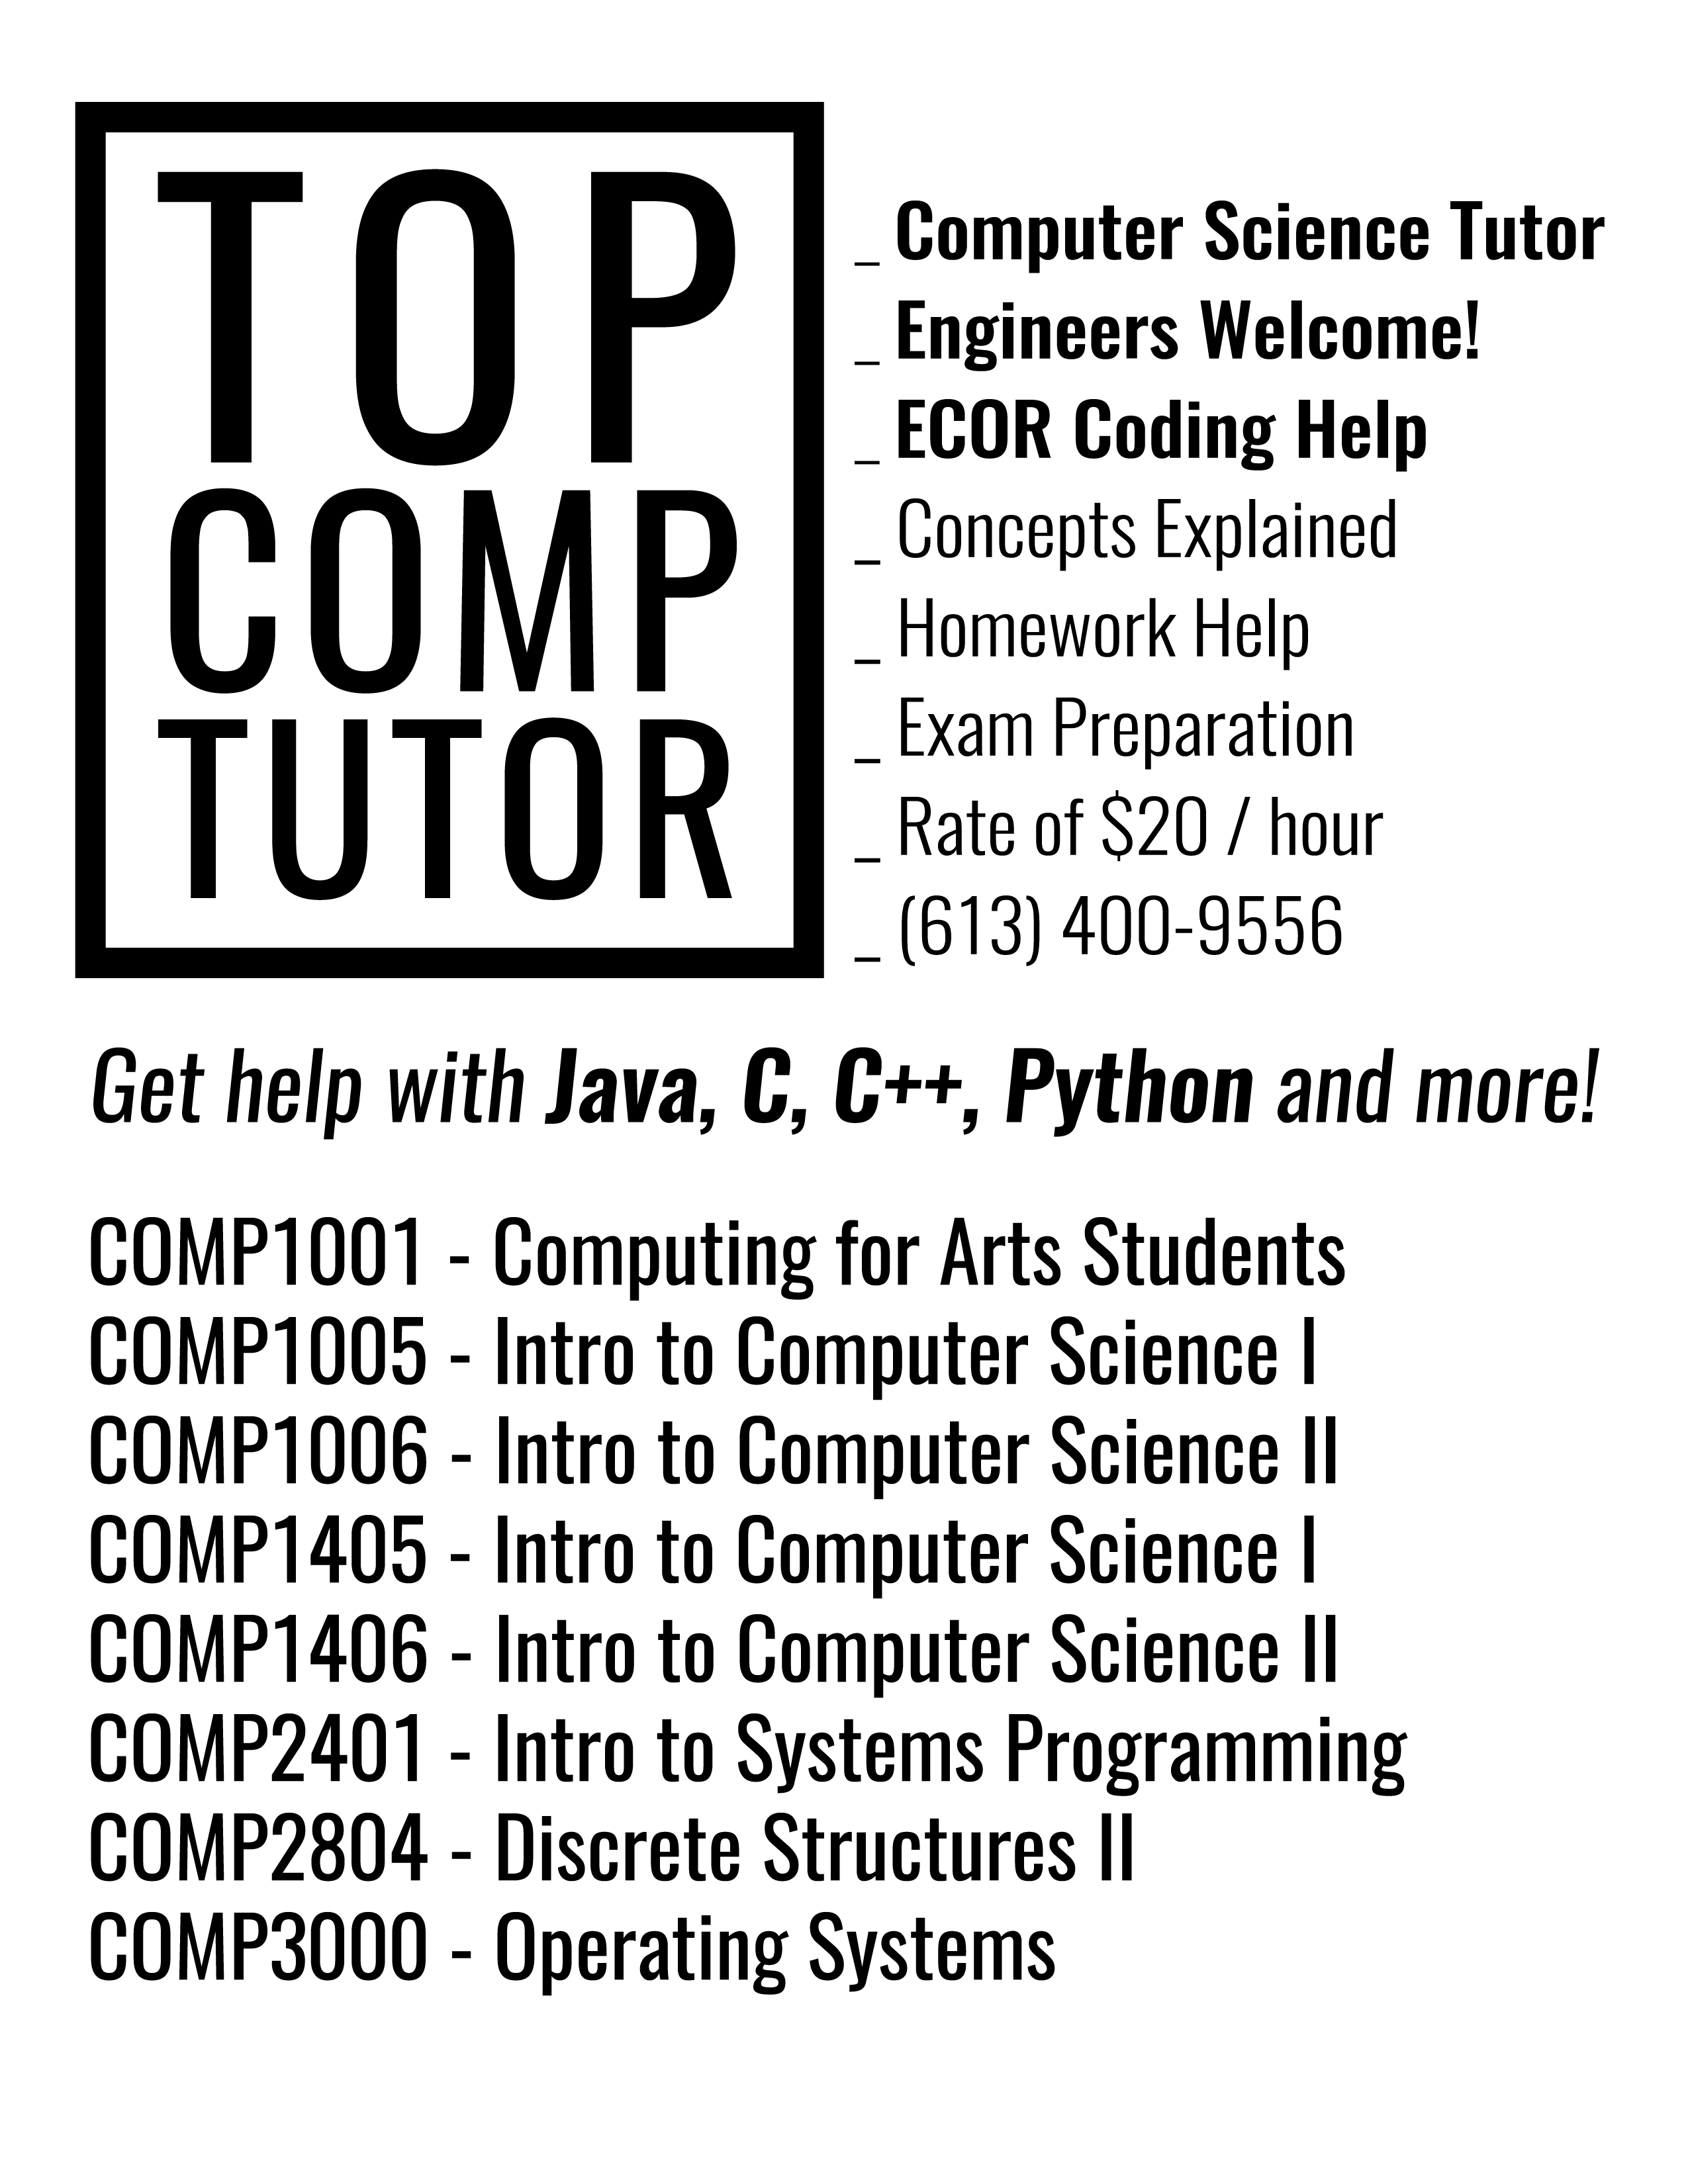 TOP
COMP
TUTOR
_ Computer Science Tutor
_ Engineers Welcome!
_ ECOR Coding Help
_ Concepts Explained
_ Homework Help
_ Exam Preparation
_ Rate of $20 / hour
_ (613) 400-9556
Get help with Java, C, C++, Python and more!
COMP1001 - Computing for Arts Students
COMP1005 - Intro to Computer Science I
COMP1006 - Intro to Computer Science II
COMP1405 - Intro to Computer Science I
COMP1406 - Intro to Computer Science II
COMP2401 - Intro to Systems Programming
COMP2804 - Discrete Structures II
COMP3000 - Operating Systems